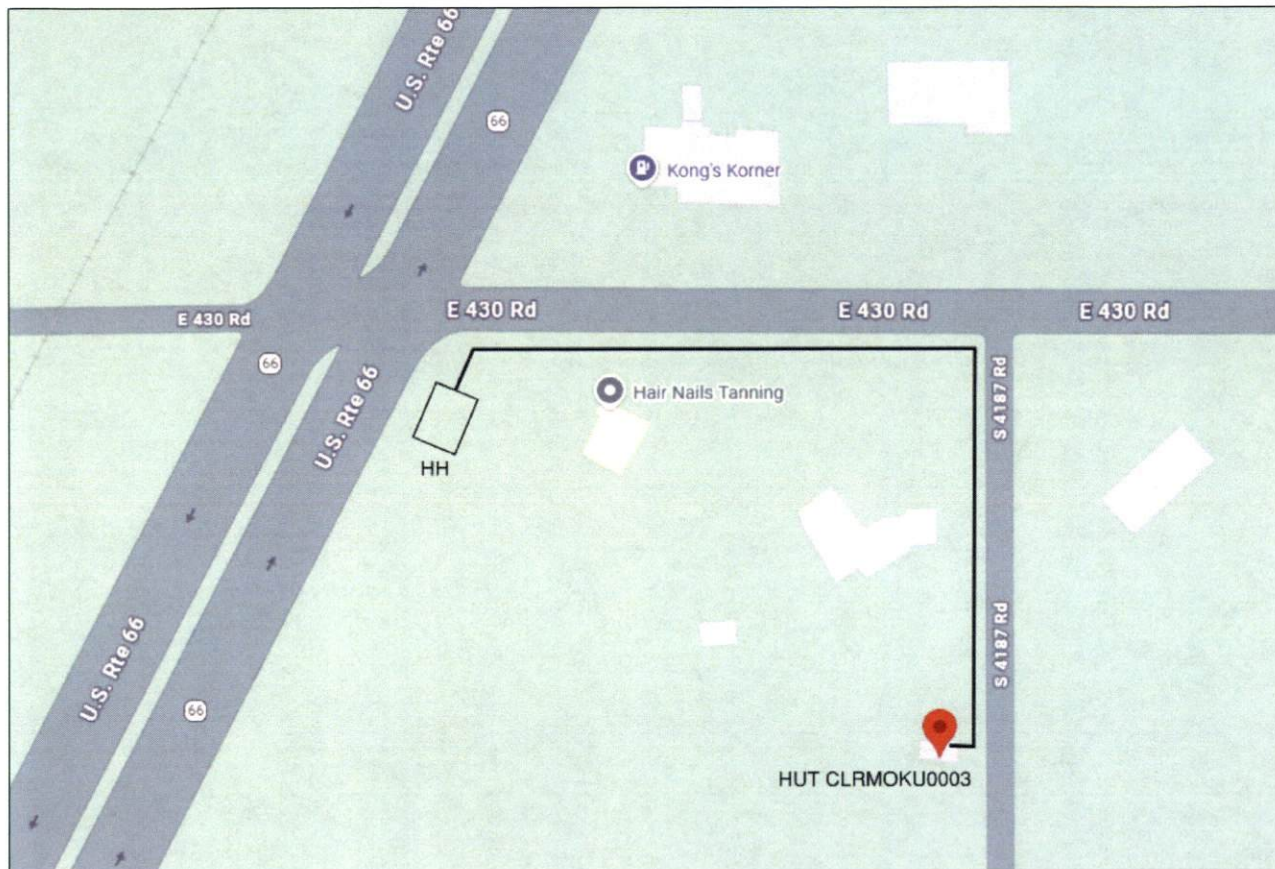 U.S. Rte 66
66
Kong's Korner
E 430 Rd
E 430 Rd
E 430 Rd
E 430 Rd
66
U.S. Rte 66
Hair Nails Tanning
S 4187 Rd
HH
U.S. Rte 66
S 4187 Rd
66
HUT CLRMOKU0003